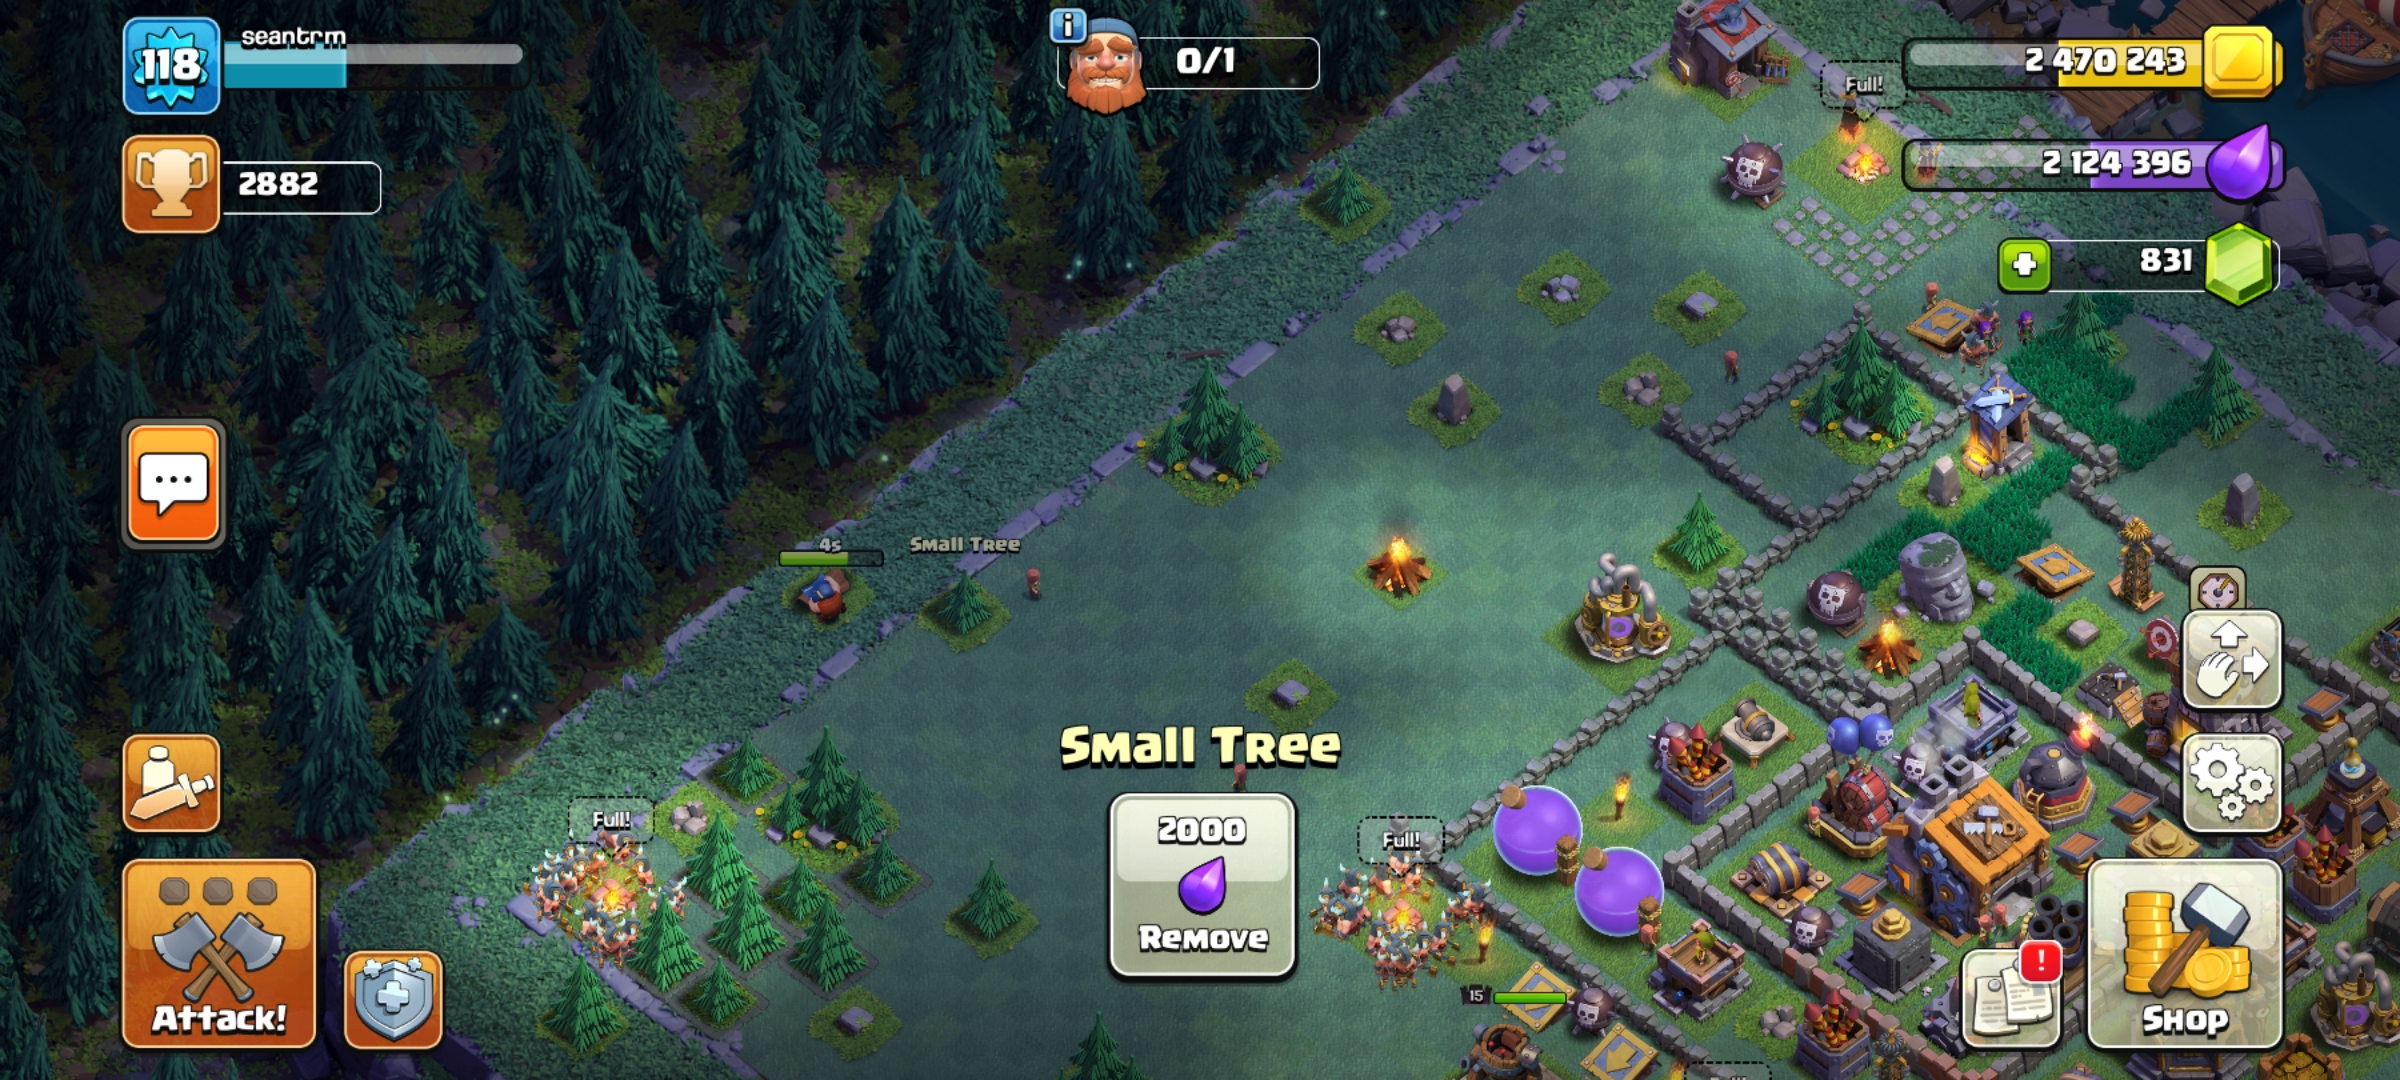 118
seantrm
0/1
2 470 243
Full!
2882
2 124 396
831
4s
Small Tree
Small Tree
Full!
2000
Full!
Remove
15
Attack!
Shop